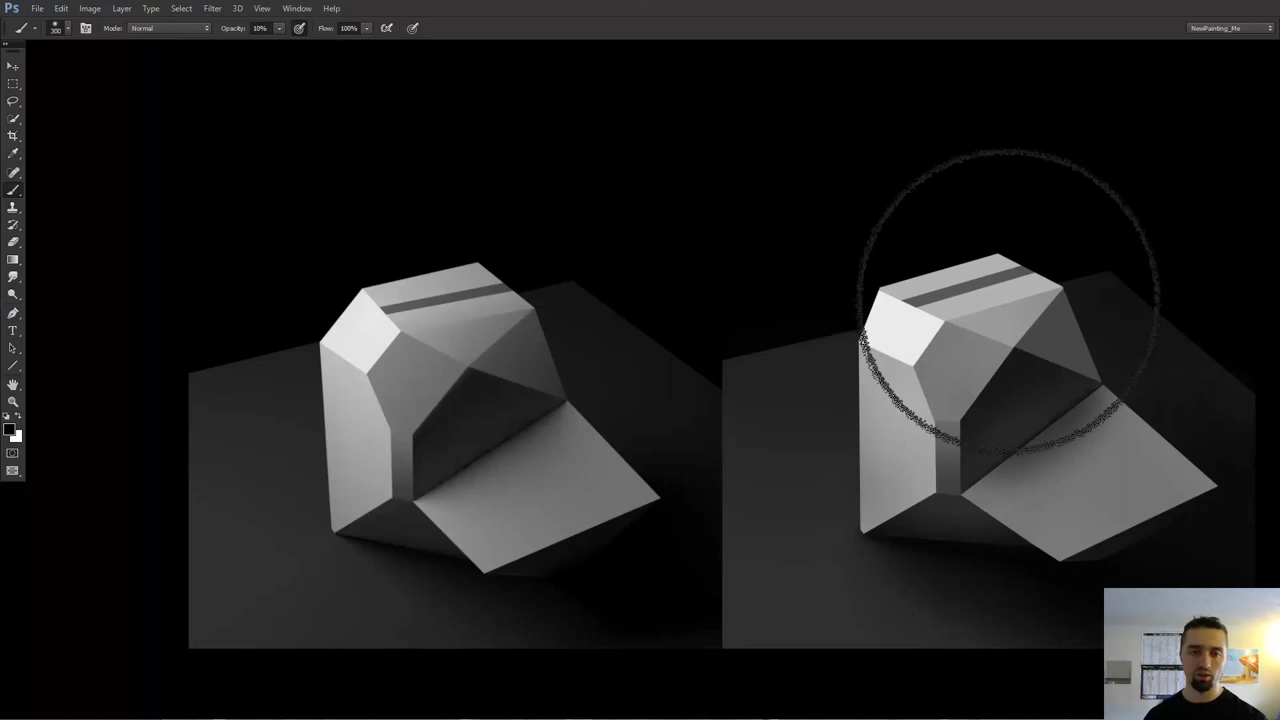 Ps File Edit Image Layer Type Select Filter 3D View Window Help
300 Mode: Normal Opacity: 10% Flow: 100% NewPainting_Me
T